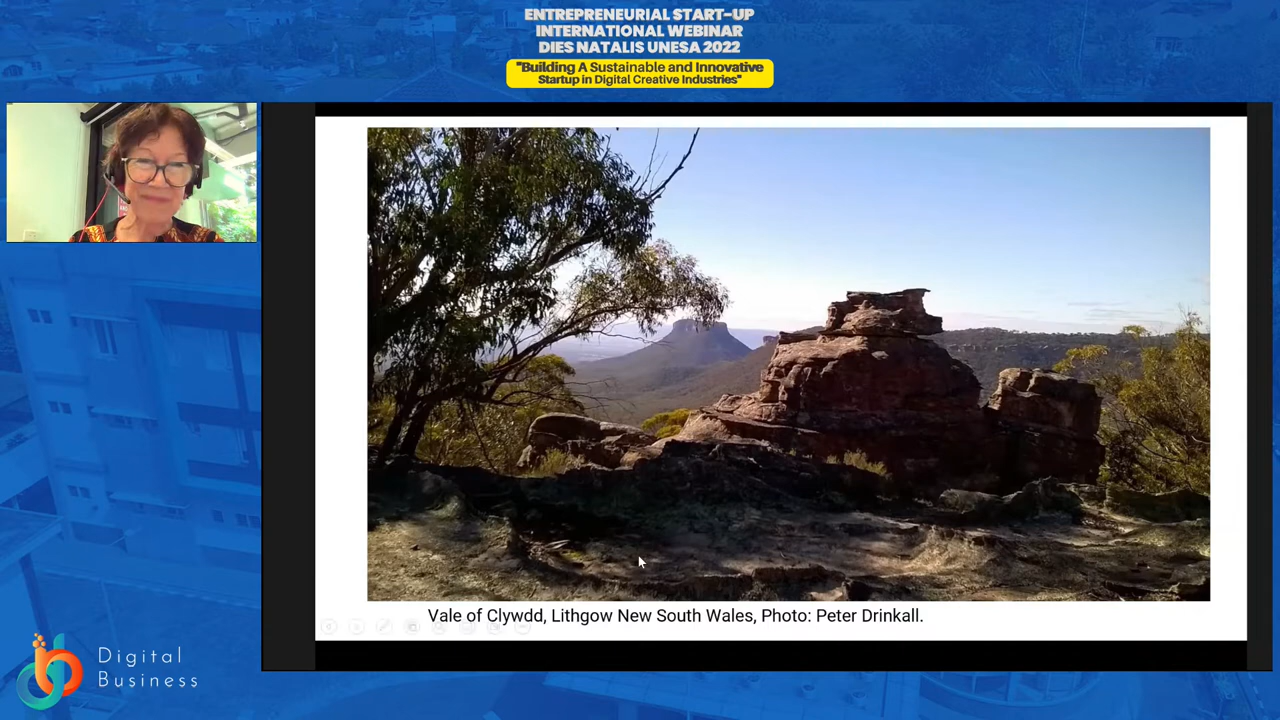 ENTREPRENEURIAL START-UP
INTERNATIONAL WEBINAR
DIES NATALIS UNESA 2022
"Building A Sustainable and Innovative
Startup in Digital Creative Industries"
Vale of Clywdd, Lithgow New South Wales, Photo: Peter Drinkall.
Digital
Business